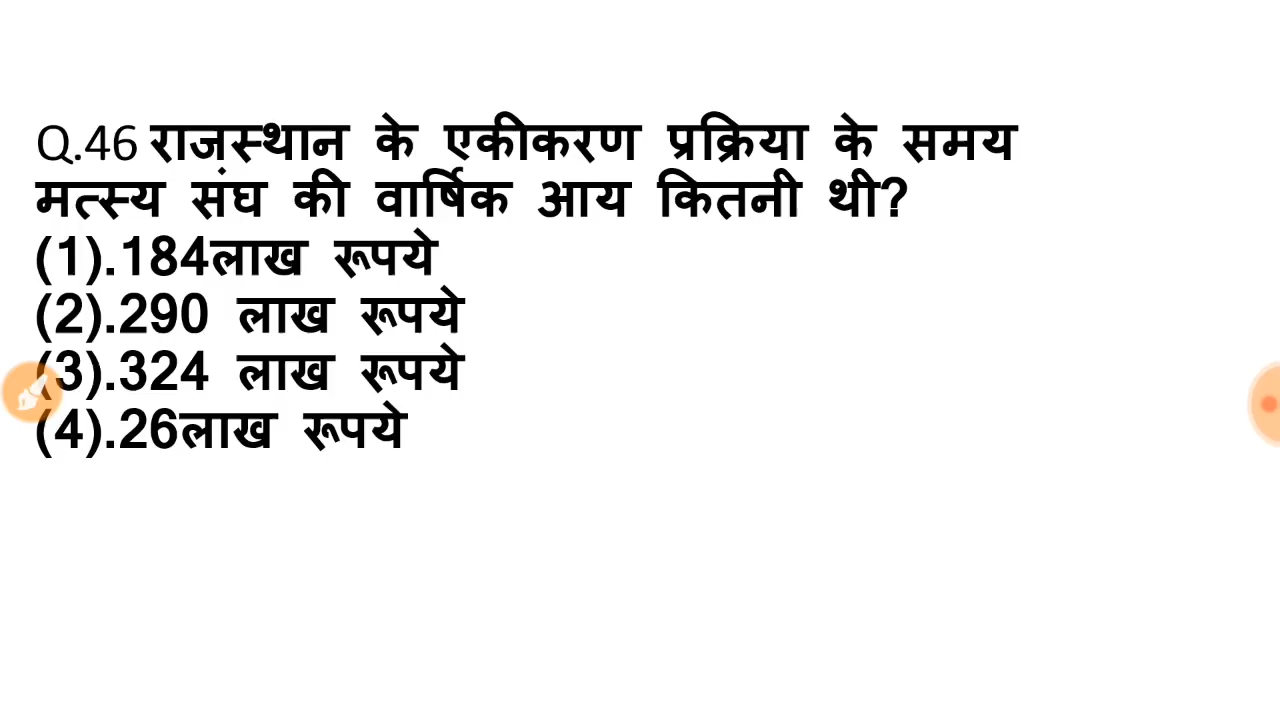 Q.46 राजस्थान के एकीकरण प्रक्रिया के समय
मत्स्य संघ की वार्षिक आय कितनी थी?
(1).184लाख रूपये
(2).290 लाख रूपये
(3).324 लाख रूपये
(4).26लाख रूपये